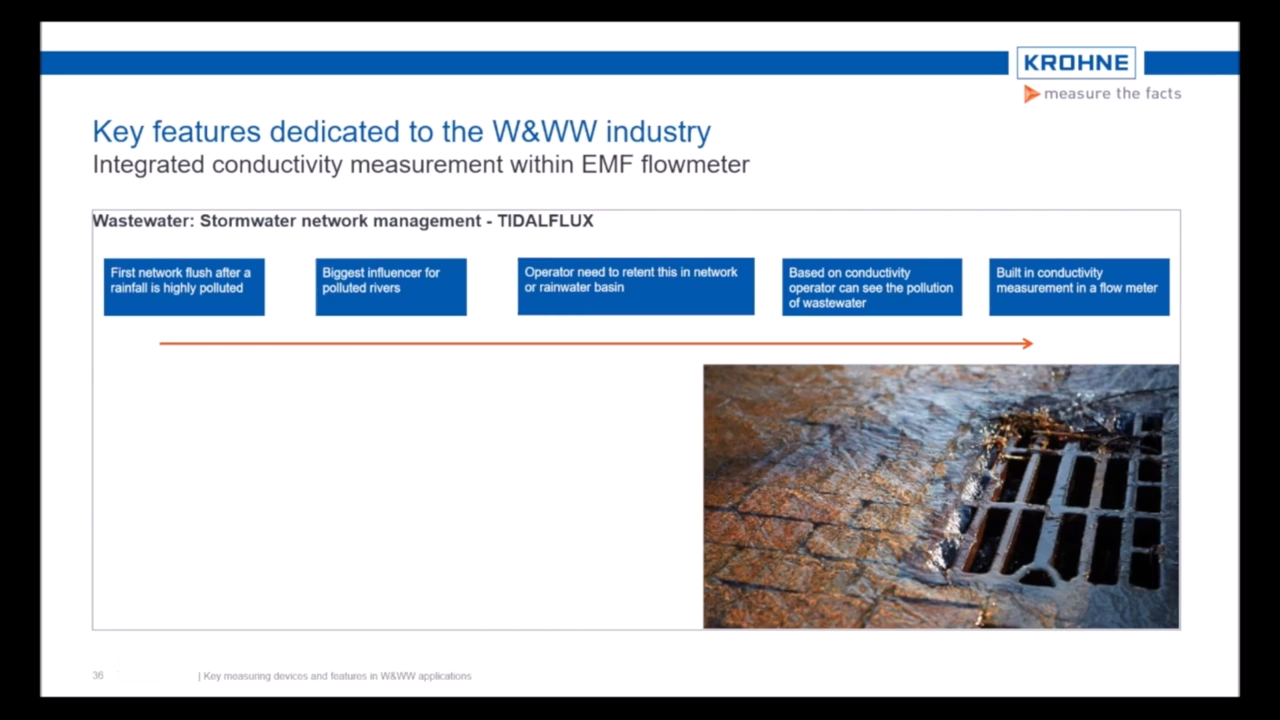 KROHNE
measure the facts
Key features dedicated to the W&WW industry
Integrated conductivity measurement within EMF flowmeter
Wastewater: Stormwater network management - TIDALFLUX
First network flush after a
rainfall is highly polluted
Biggest influencer for
polluted rivers
Operator need to retent this in network
or rainwater basin
Based on conductivity
operator can see the pollution
of wastewater
Built in conductivity
measurement in a flow meter
36
| Key measuring devices and features in W&WW applications